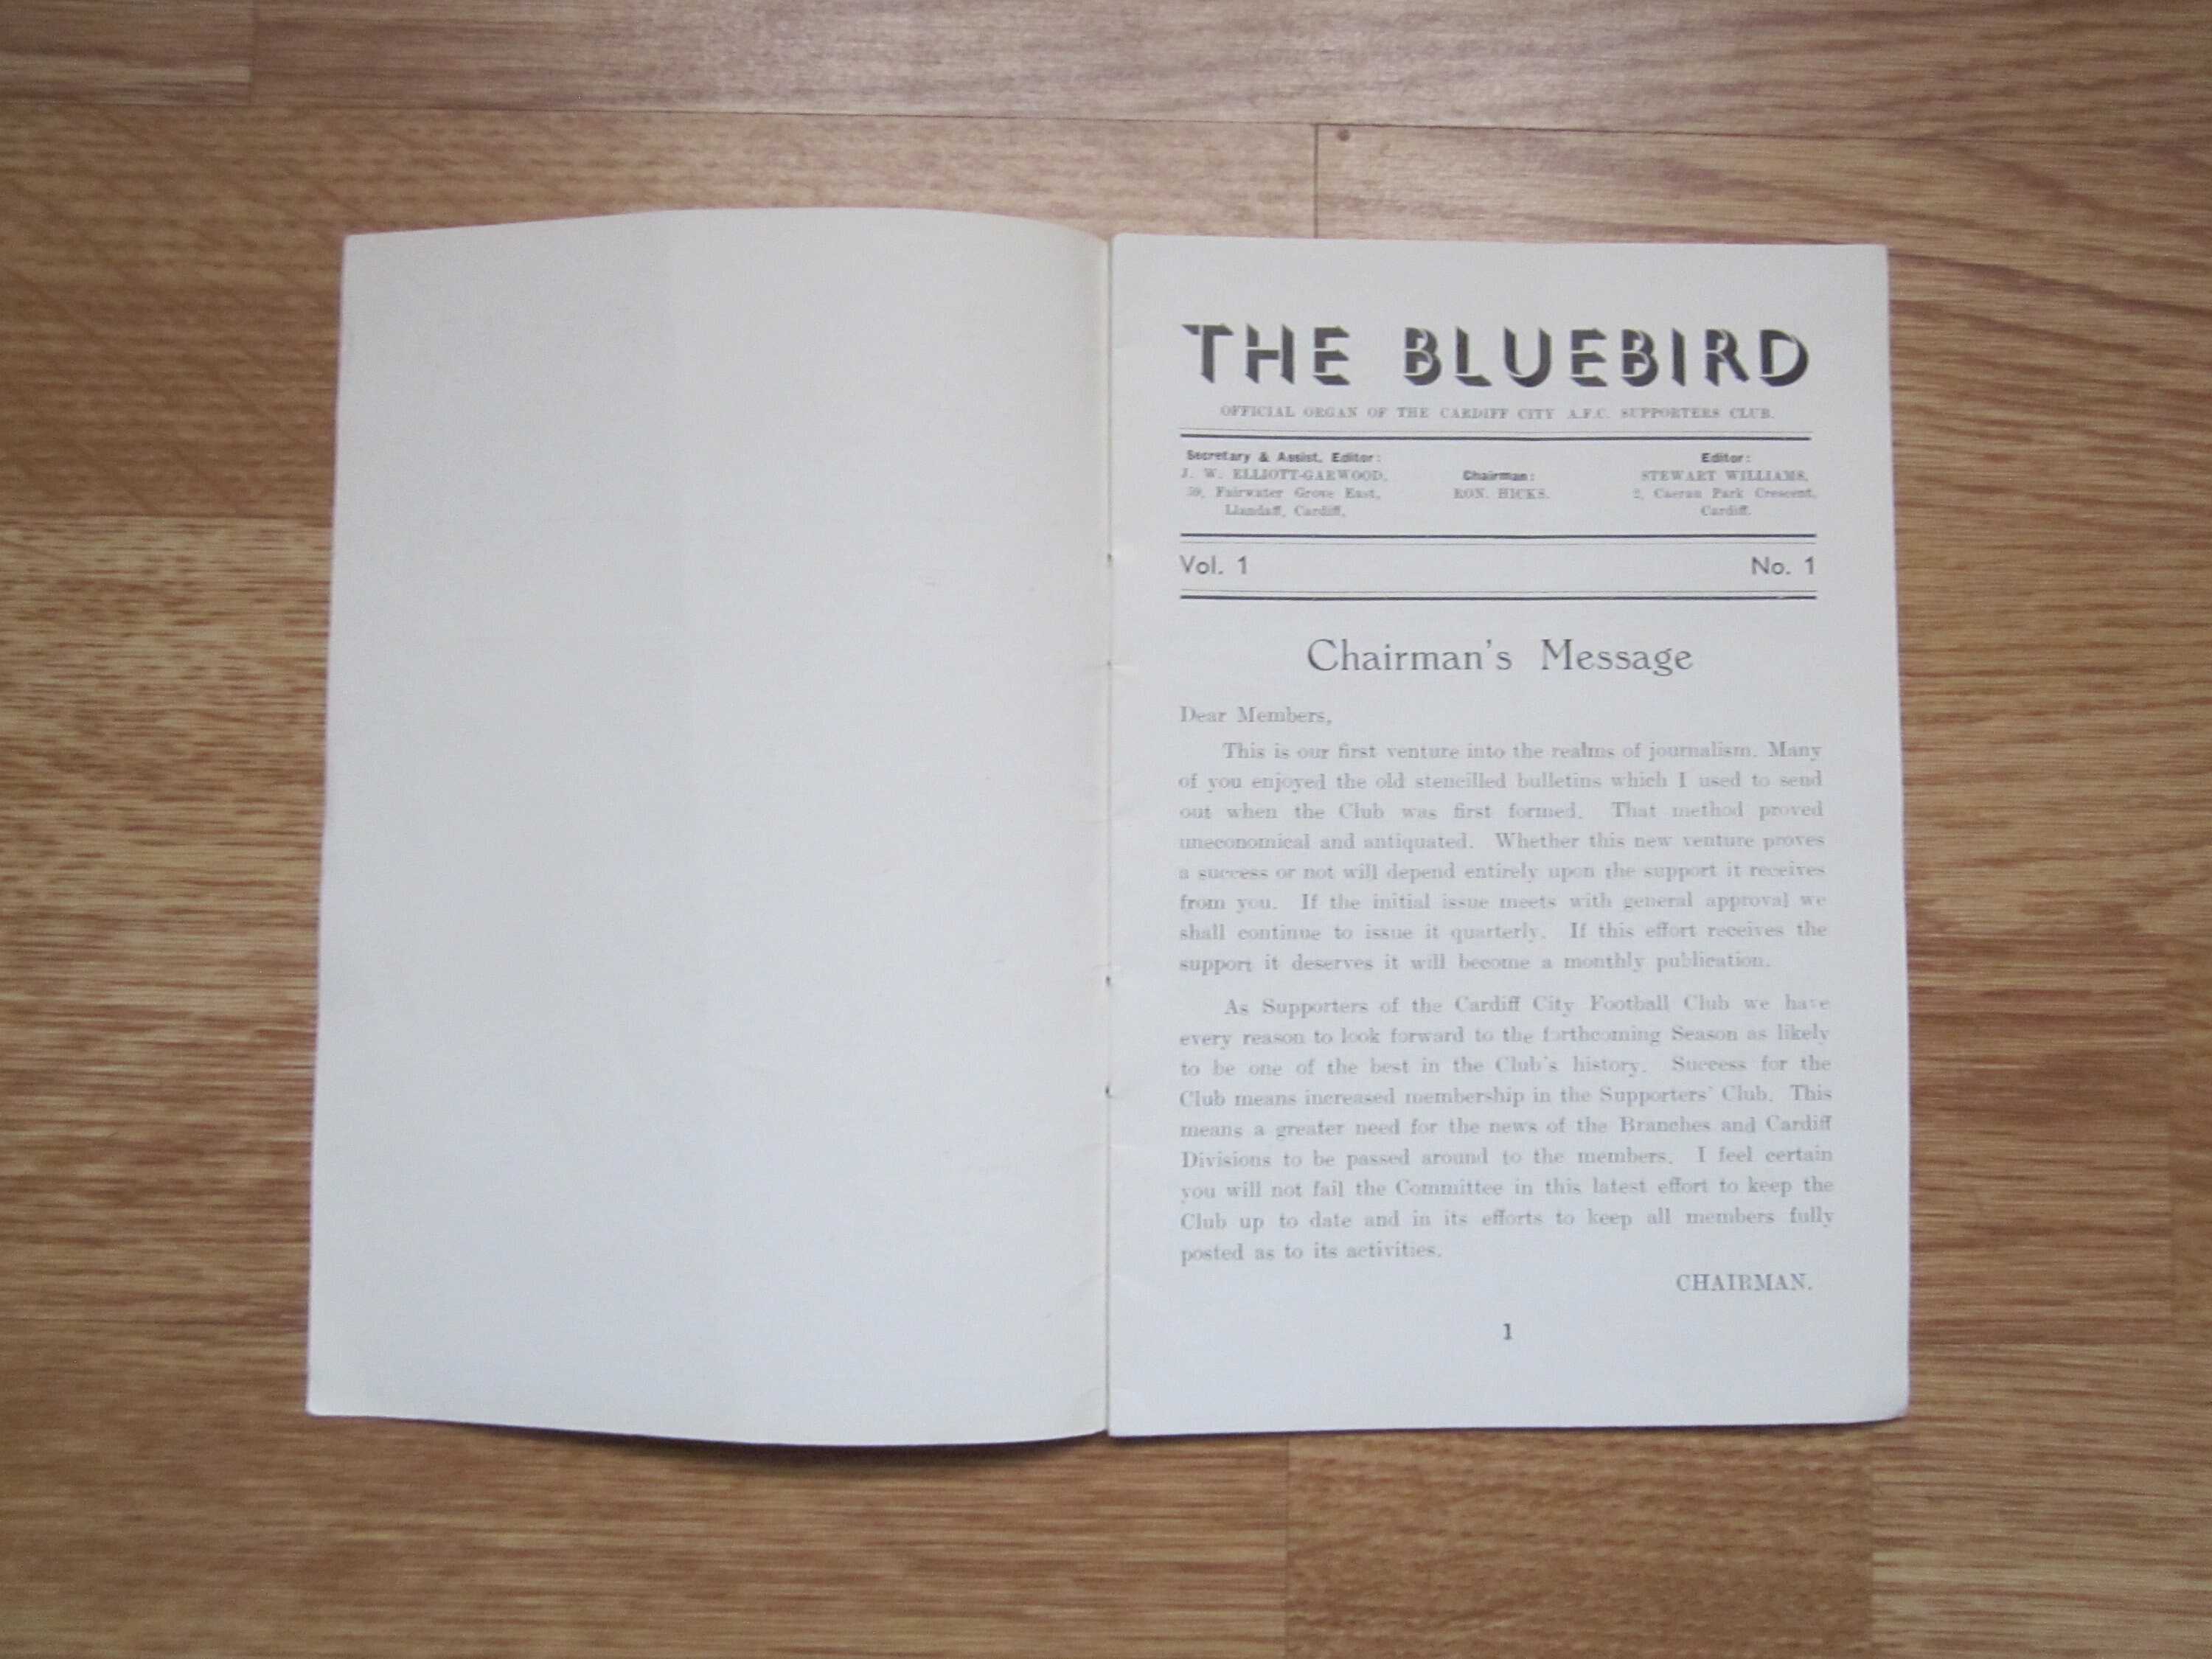 THE BLUEBIRD
OFFICIAL ORGAN OF THE CARDIFF CITY A.F.C. SUPPORTERS CLUB.
Secretary & Assist. Editor:
J. W. ELLIOTT-GARWOOD,
Fairwater Grove East,
Llandaff, Cardiff.
Chairman:
RON. HICKS.
Editor:
STEWART WILLIAMS,
2, Caerau Park Crescent,
Cardiff.
Vol. 1
No. 1
Chairman's Message
Dear Members,
This is our first venture into the realms of journalism. Many
of you enjoyed the old stencilled bulletins which I used to send
out when the Club was first formed. That method proved
uneconomical and antiquated. Whether this new venture proves
a success or not will depend entirely upon the support it receives
from you. If the initial issue meets with general approval we
shall continue to issue it quarterly. If this effort receives the
support it deserves it will become a monthly publication.
As Supporters of the Cardiff City Football Club we have
every reason to look forward to the forthcoming Season as likely
to be one of the best in the Club's history. Success for the
Club means increased membership in the Supporters' Club. This
means a greater need for the news of the Branches and Cardiff
Divisions to be passed around to the members. I feel certain
you will not fail the Committee in this latest effort to keep the
Club up to date and in its efforts to keep all members fully
posted as to its activities.
CHAIRMAN.
1